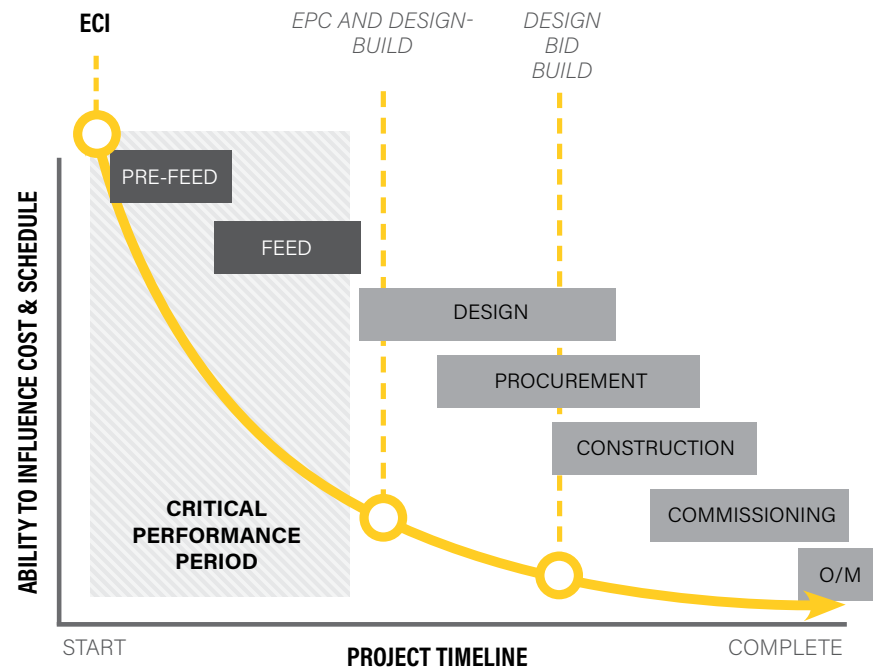 ECI
EPC AND DESIGN-
BUILD
DESIGN
BID
BUILD
ABILITY TO INFLUENCE COST & SCHEDULE
PRE-FEED
FEED
DESIGN
PROCUREMENT
CONSTRUCTION
COMMISSIONING
O/M
CRITICAL
PERFORMANCE
PERIOD
START
PROJECT TIMELINE
COMPLETE